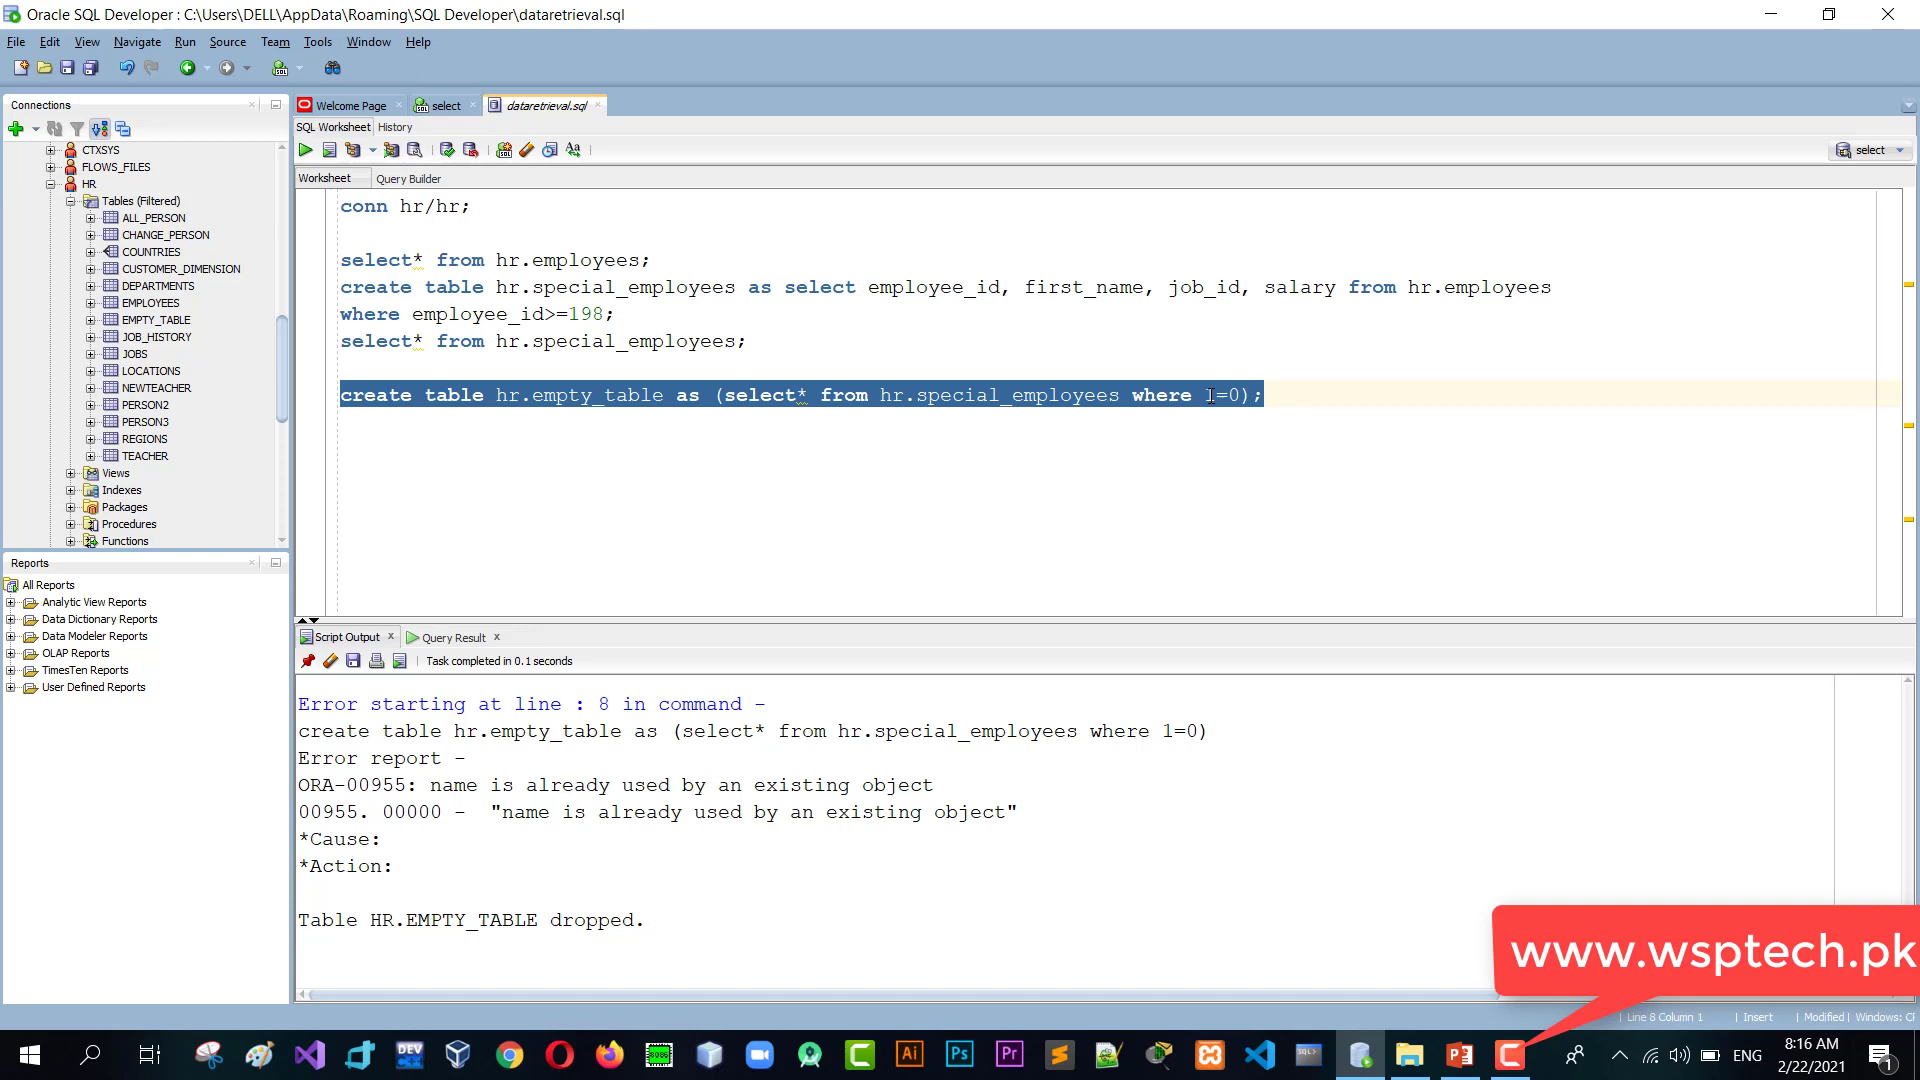 Oracle SQL Developer : C:\Users\DELL\AppData\Roaming\SQL Developer\dataretrieval.sql
File Edit View Navigate Run Source Team Tools Window Help
Connections
CTXSYS
FLOWS_FILES
HR
Tables (Filtered)
ALL_PERSON
CHANGE_PERSON
COUNTRIES
CUSTOMER_DIMENSION
DEPARTMENTS
EMPLOYEES
EMPTY_TABLE
JOB_HISTORY
JOBS
LOCATIONS
NEWTEACHER
PERSON2
PERSON3
REGIONS
TEACHER
Views
Indexes
Packages
Procedures
Functions
Reports
All Reports
Analytic View Reports
Data Dictionary Reports
Data Modeler Reports
OLAP Reports
TimesTen Reports
User Defined Reports
Welcome Page select dataretrieval.sql
SQL Worksheet History
select
Worksheet Query Builder
conn hr/hr;
select* from hr.employees;
create table hr.special_employees as select employee_id, first_name, job_id, salary from hr.employees
where employee_id>=198;
select* from hr.special_employees;
create table hr.empty_table as (select* from hr.special_employees where 1=0);
Script Output Query Result
Task completed in 0.1 seconds
Error starting at line : 8 in command -
create table hr.empty_table as (select* from hr.special_employees where 1=0)
Error report -
ORA-00955: name is already used by an existing object
00955. 00000 - "name is already used by an existing object"
*Cause:
*Action:
Table HR.EMPTY_TABLE dropped.
www.wsptech.pk
Line 8 Column 1 Insert Modified Windows: CF
DEV
8086
Ai Ps Pr
ENG
8:16 AM
2/22/2021
1